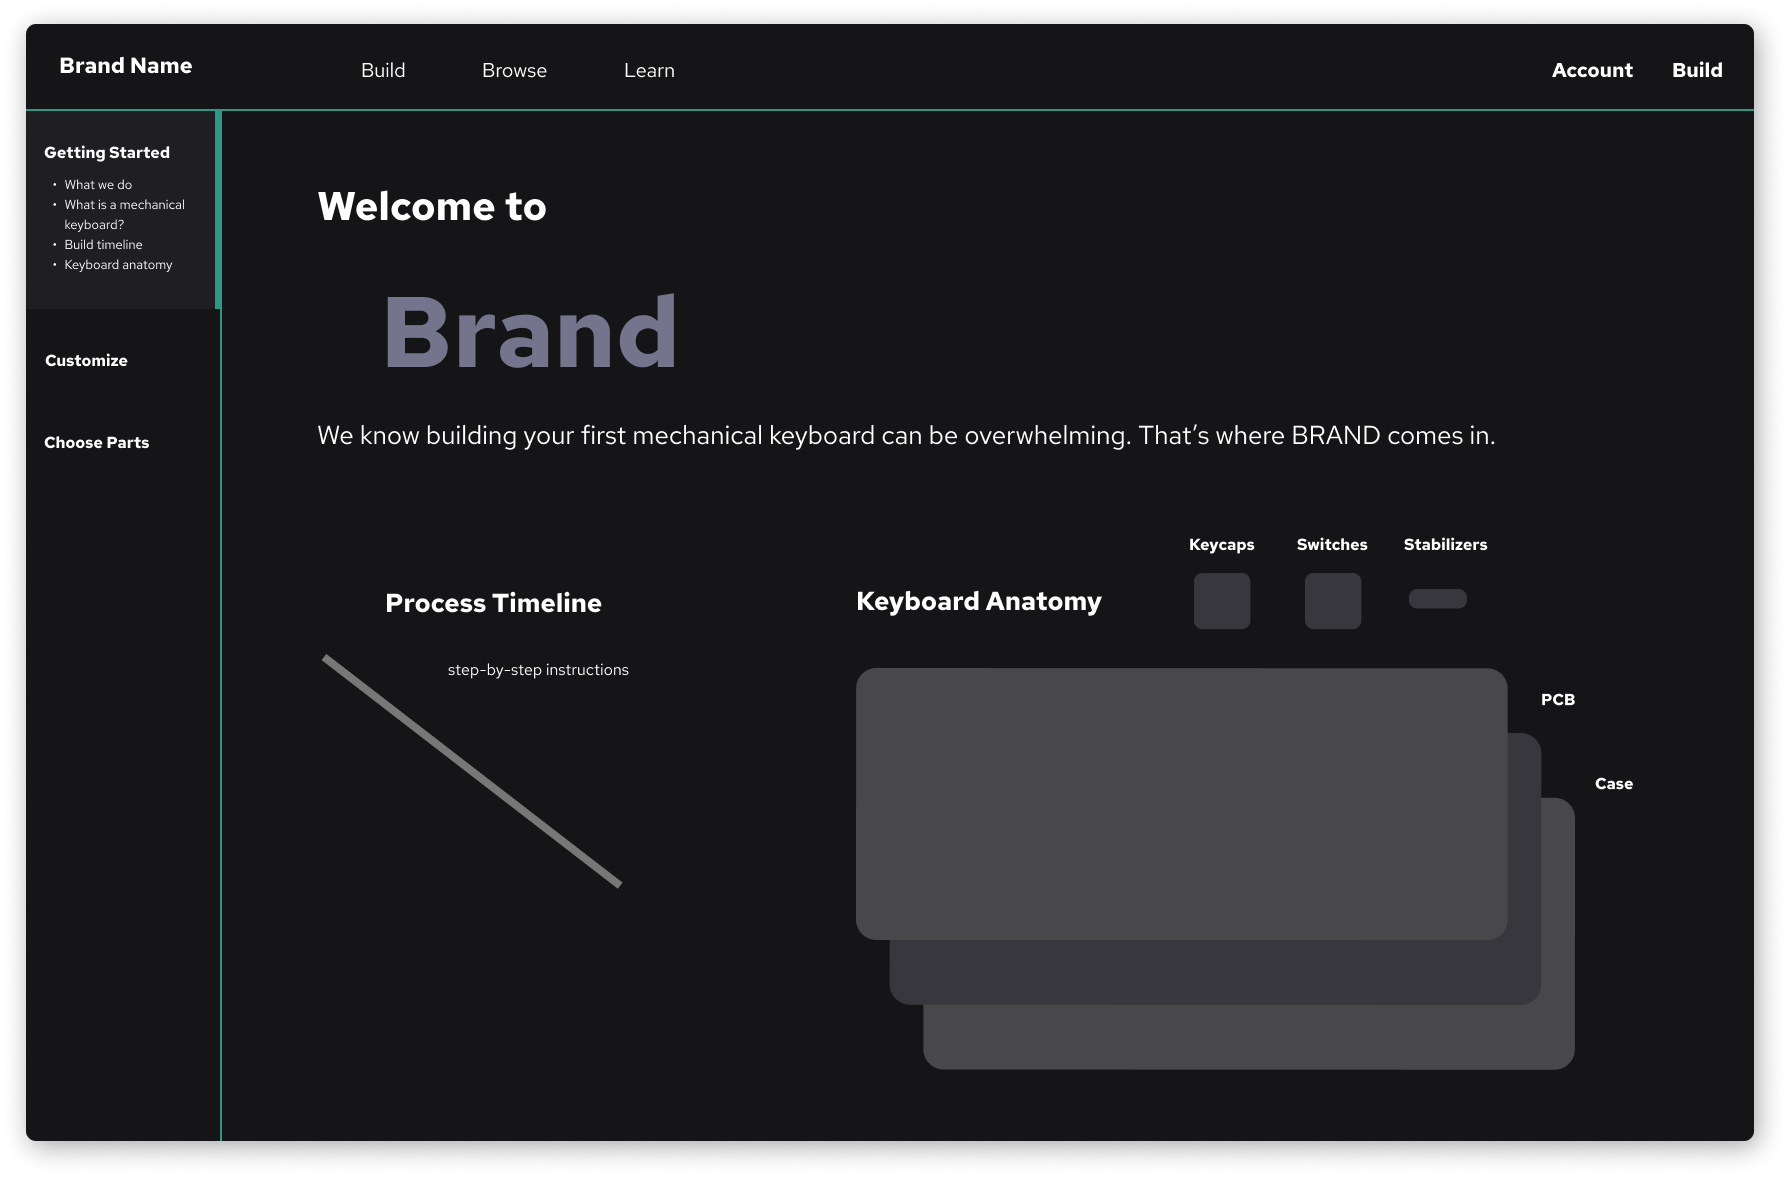 Brand Name
Build
Browse
Learn
Account
Build
Getting Started
• What we do
• What is a mechanical
keyboard?
• Build timeline
• Keyboard anatomy
Customize
Choose Parts
Welcome to
Brand
We know building your first mechanical keyboard can be overwhelming. That’s where BRAND comes in.
Process Timeline
step-by-step instructions
Keyboard Anatomy
Keycaps
Switches
Stabilizers
PCB
Case